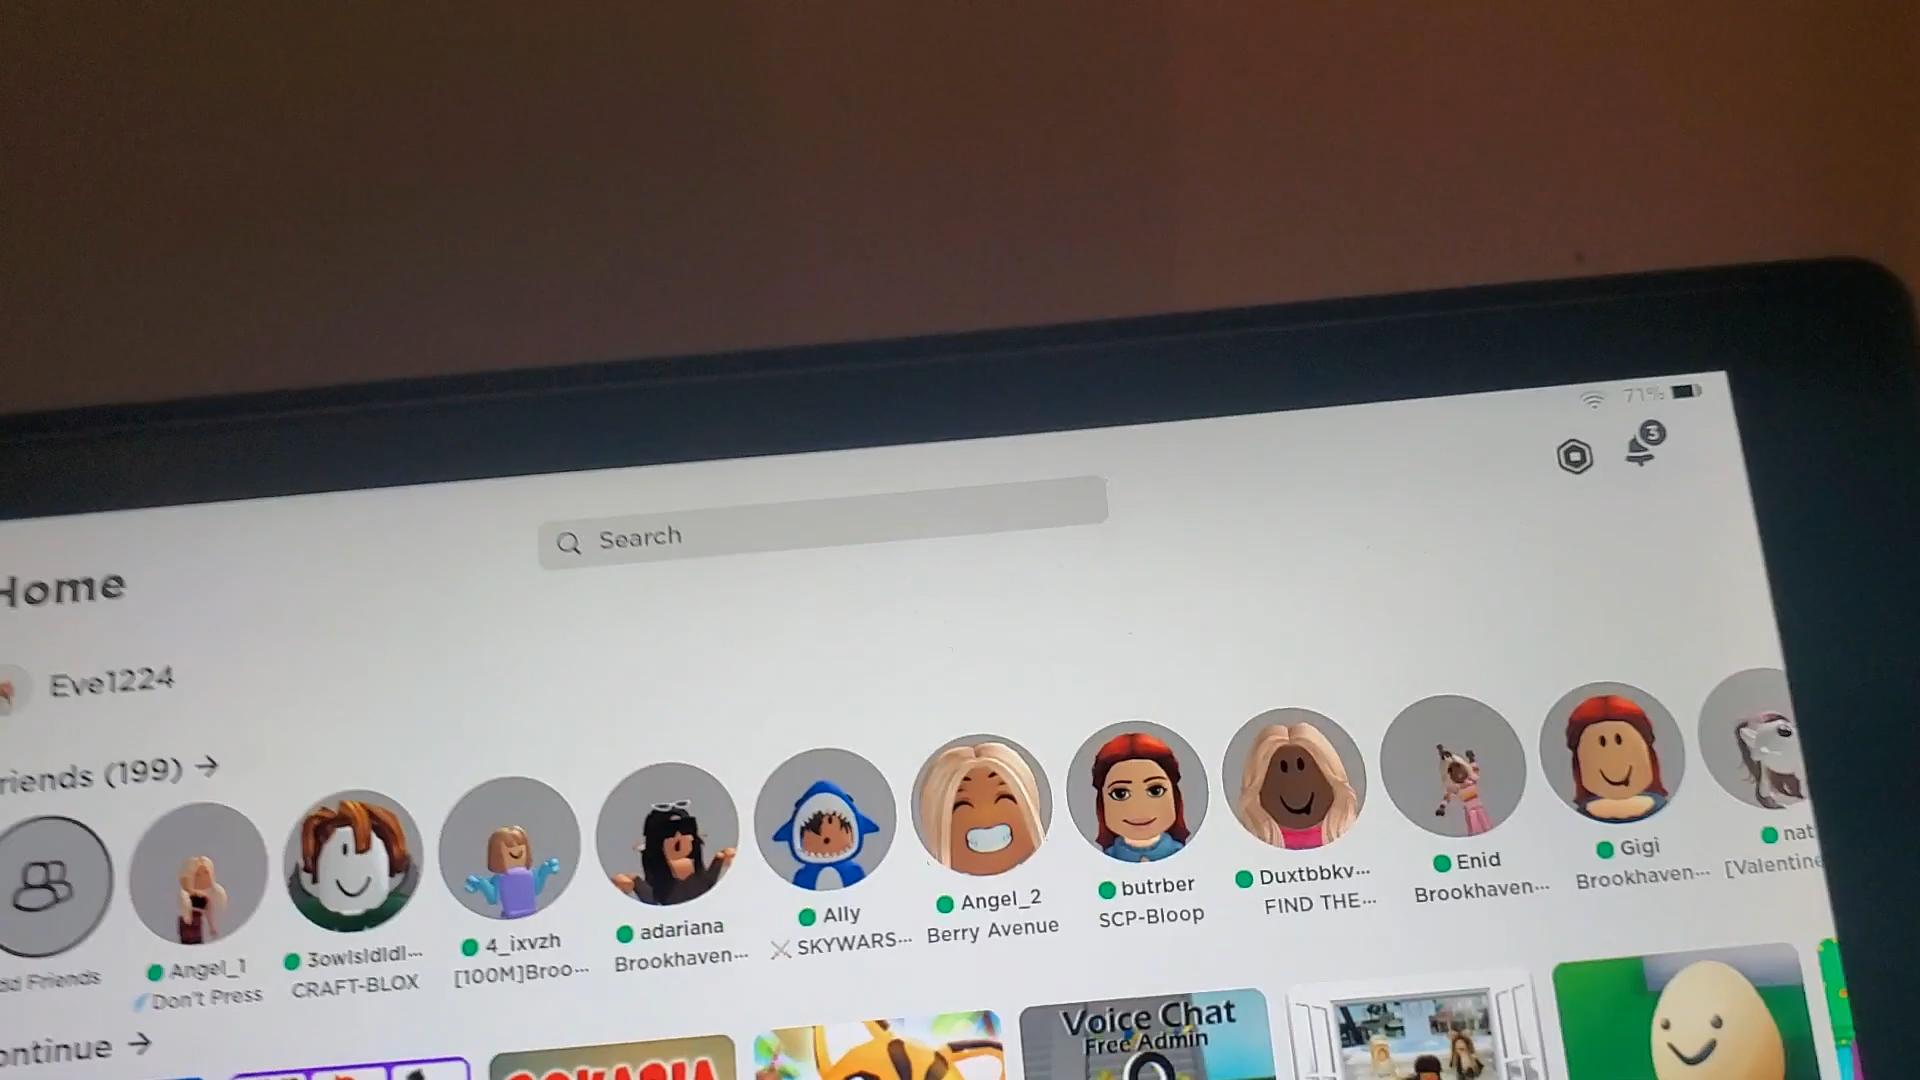 71%
3
Search
Home
Eve1224
riends (199) →
dd Friends
Angel_1
Don't Press
3owlsldldl...
CRAFT-BLOX
4_ixvzh
[100M]Broo...
adariana
Brookhaven...
Ally
SKYWARS...
Angel_2
Berry Avenue
butrber
SCP-Bloop
Duxtbbkv...
FIND THE...
Enid
Brookhaven...
Gigi
Brookhaven...
nat
[Valentine
ontinue →
Voice Chat
Free Admin